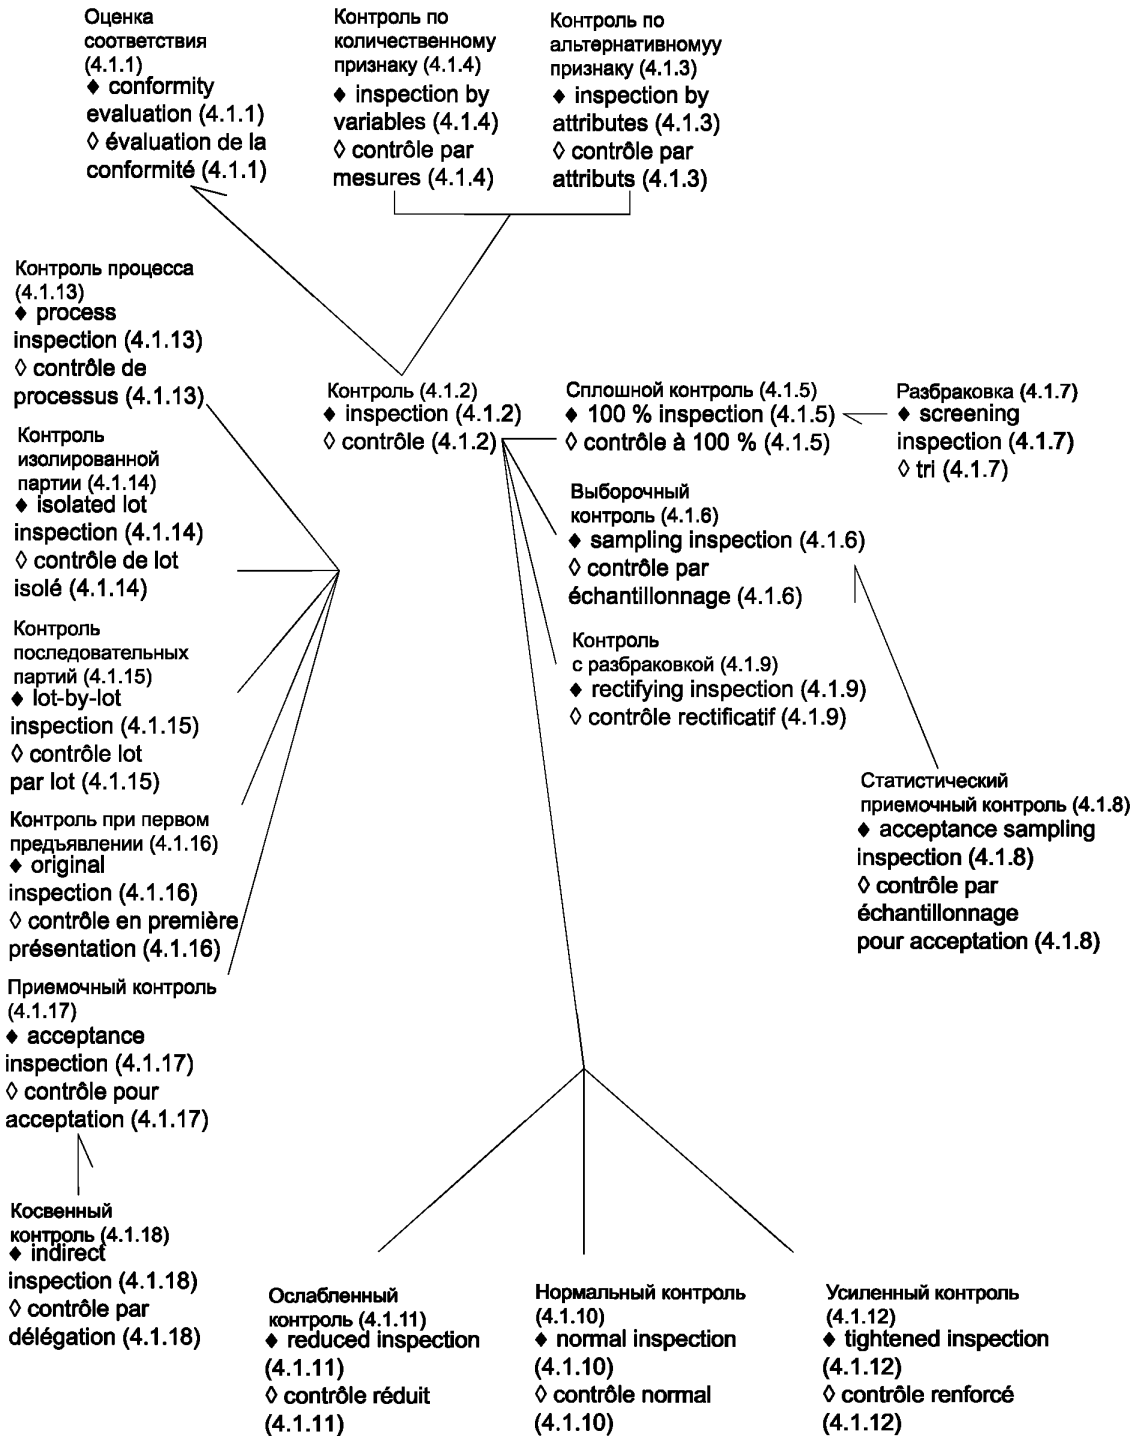 Оценка
соответствия
(4.1.1)
♦ conformity
evaluation (4.1.1)
◊ évaluation de la
conformité (4.1.1)
Контроль по
количественному
признаку (4.1.4)
♦ inspection by
variables (4.1.4)
◊ contrôle par
mesures (4.1.4)
Контроль по
альтернативномуу
признаку (4.1.3)
♦ inspection by
attributes (4.1.3)
◊ contrôle par
attributs (4.1.3)
Контроль процесса
(4.1.13)
♦ process
inspection (4.1.13)
◊ contrôle de
processus (4.1.13)
Контроль
изолированной
партии (4.1.14)
♦ isolated lot
inspection (4.1.14)
◊ contrôle de lot
isolé (4.1.14)
Контроль
последовательных
партий (4.1.15)
♦ lot-by-lot
inspection (4.1.15)
◊ contrôle lot
par lot (4.1.15)
Контроль при первом
предъявлении (4.1.16)
♦ original
inspection (4.1.16)
◊ contrôle en première
présentation (4.1.16)
Приемочный контроль
(4.1.17)
♦ acceptance
inspection (4.1.17)
◊ contrôle pour
acceptation (4.1.17)
Косвенный
контроль (4.1.18)
♦ indirect
inspection (4.1.18)
◊ contrôle par
délégation (4.1.18)
Контроль (4.1.2)
♦ inspection (4.1.2)
◊ contrôle (4.1.2)
Сплошной контроль (4.1.5)
♦ 100 % inspection (4.1.5)
◊ contrôle à 100 % (4.1.5)
Разбраковка (4.1.7)
♦ screening
inspection (4.1.7)
◊ tri (4.1.7)
Выборочный
контроль (4.1.6)
♦ sampling inspection (4.1.6)
◊ contrôle par
échantillonnage (4.1.6)
Контроль
с разбраковкой (4.1.9)
♦ rectifying inspection (4.1.9)
◊ contrôle rectificatif (4.1.9)
Статистический
приемочный контроль (4.1.8)
♦ acceptance sampling
inspection (4.1.8)
◊ contrôle par
échantillonnage
pour acceptation (4.1.8)
Ослабленный
контроль (4.1.11)
♦ reduced inspection
(4.1.11)
◊ contrôle réduit
(4.1.11)
Нормальный контроль
(4.1.10)
♦ normal inspection
(4.1.10)
◊ contrôle normal
(4.1.10)
Усиленный контроль
(4.1.12)
♦ tightened inspection
(4.1.12)
◊ contrôle renforcé
(4.1.12)